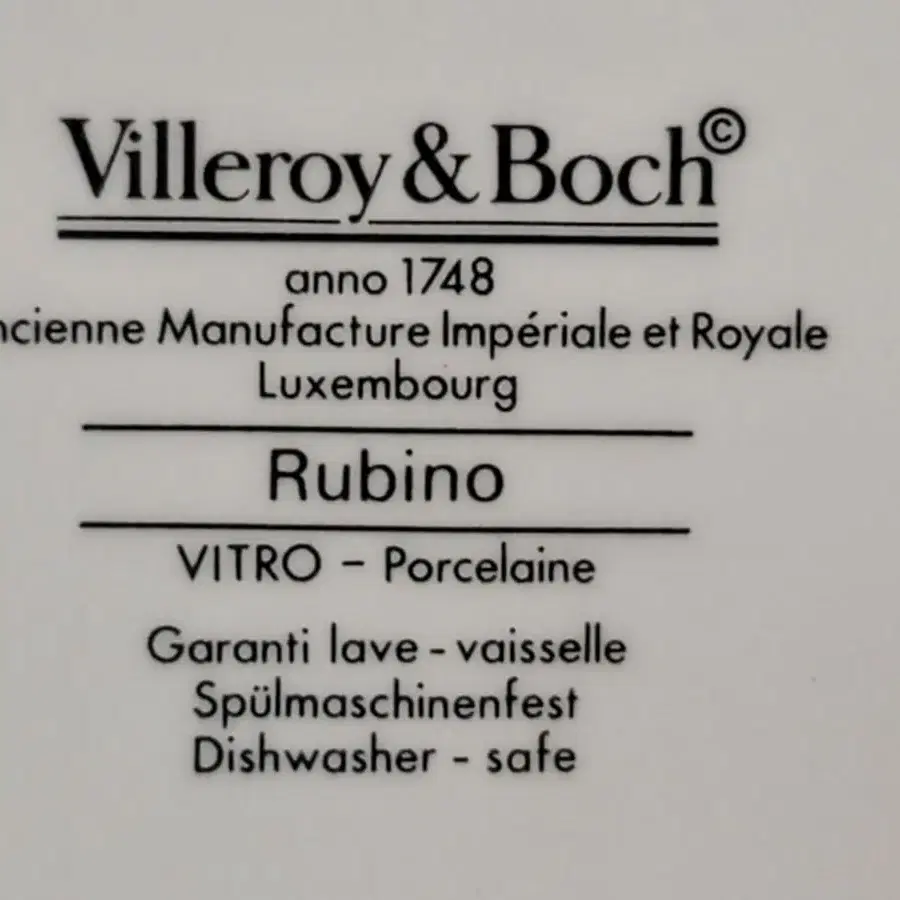 Villeroy & Boch©
anno 1748
ncienne Manufacture Impériale et Royale
Luxembourg
Rubino
VITRO – Porcelaine
Garanti lave - vaisselle
Spülmaschinenfest
Dishwasher - safe